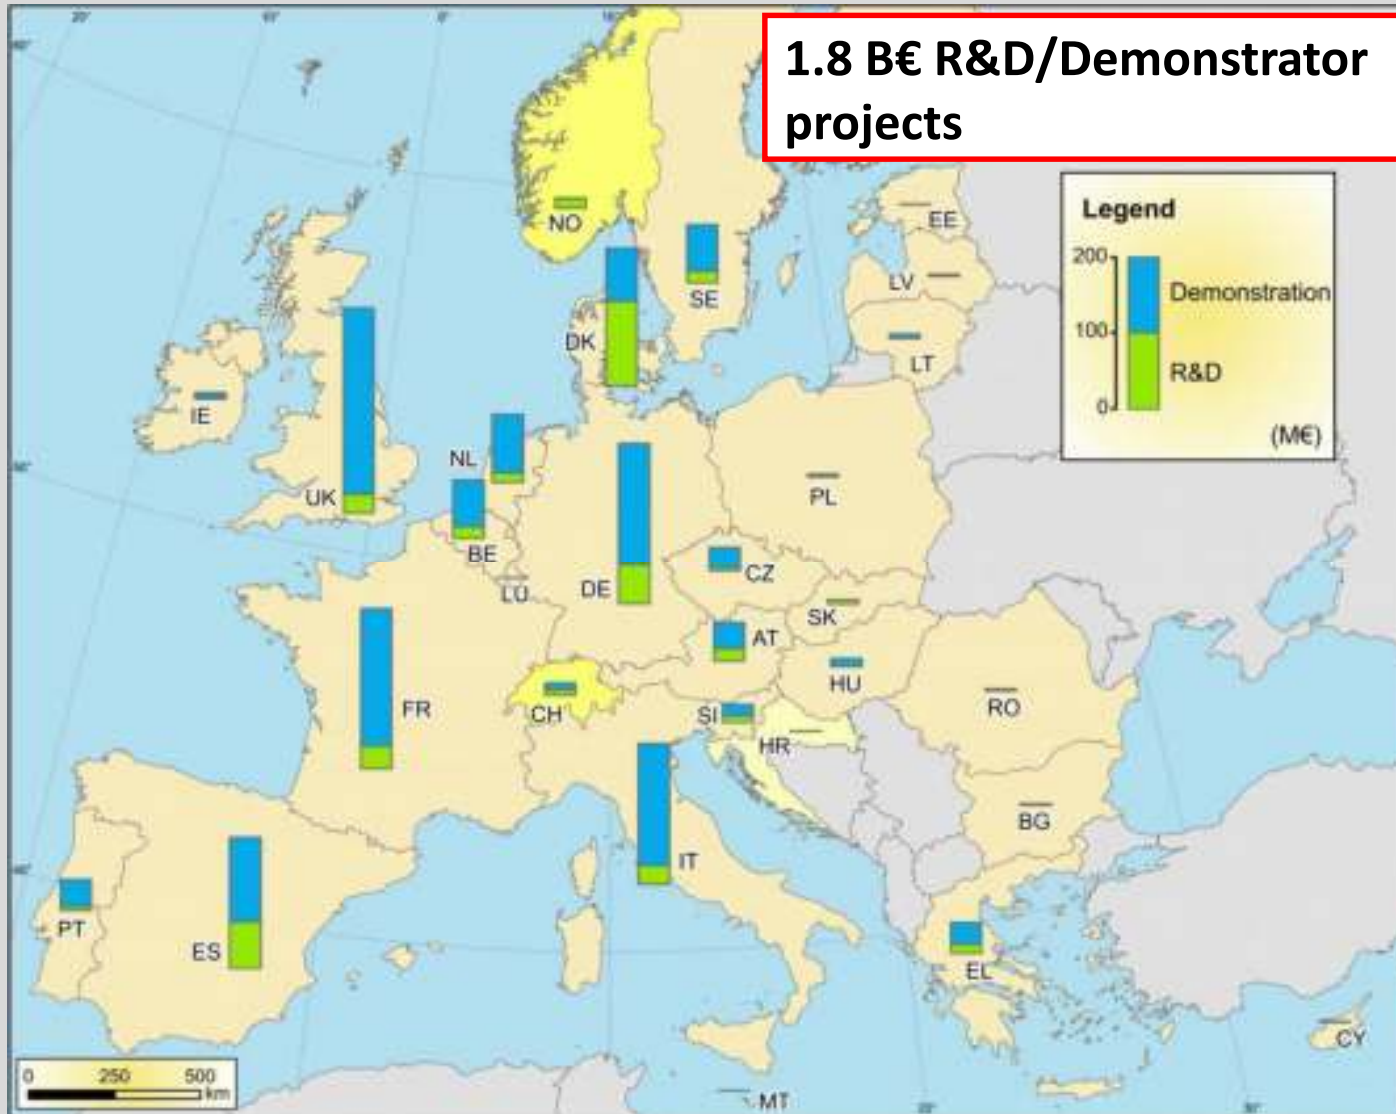 1.8 B€ R&D/Demonstrator
projects
Legend
200
Demonstration
100
R&D
0
(M€)
NO
SE
EE
LV
LT
DK
IE
UK
NL
BE
LU
DE
PL
CZ
SK
AT
HU
FR
CH
SI
HR
RO
BG
IT
PT
ES
EL
CY
MT
0 250 500
km